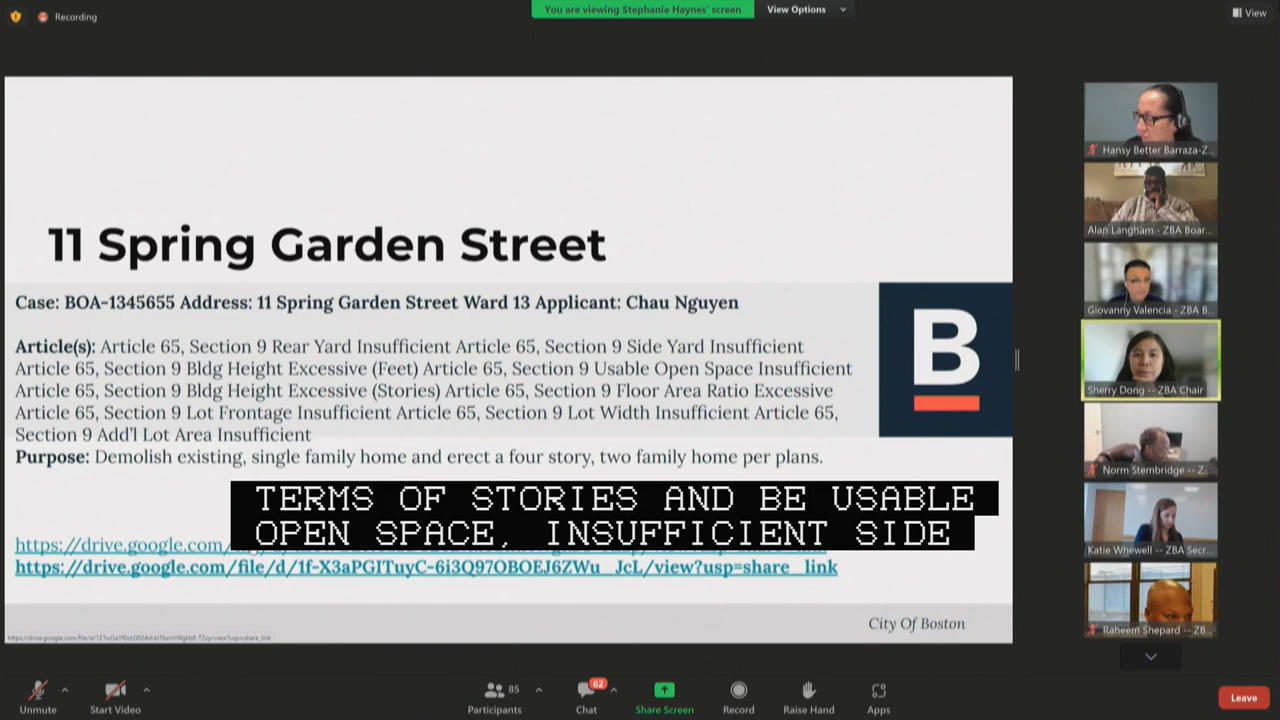 Recording
You are viewing Stephanie Haynes' screen
View Options
View
11 Spring Garden Street
Case: BOA-1345655 Address: 11 Spring Garden Street Ward 13 Applicant: Chau Nguyen
Article(s): Article 65, Section 9 Rear Yard Insufficient Article 65, Section 9 Side Yard Insufficient
Article 65, Section 9 Bldg Height Excessive (Feet) Article 65, Section 9 Usable Open Space Insufficient
Article 65, Section 9 Bldg Height Excessive (Stories) Article 65, Section 9 Floor Area Ratio Excessive
Article 65, Section 9 Lot Frontage Insufficient Article 65, Section 9 Lot Width Insufficient Article 65,
Section 9 Add'l Lot Area Insufficient
Purpose: Demolish existing, single family home and erect a four story, two family home per plans.
B
TERMS OF STORIES AND BE USABLE
OPEN SPACE, INSUFFICIENT SIDE
https://drive.google.com/
https://drive.google.com/file/d/1f-X3aPGITuyC-6i3Q97OBOEJ6ZWu_JcL/view?usp=share_link
City Of Boston
Hansy Better Barraza-Z...
Alan Langham - ZBA Boar...
Giovanny Valencia - ZBA B...
Sherry Dong -- ZBA Chair
Norm Stembridge -- Z...
Katie Whewell -- ZBA Secr...
Raheem Shepard -- ZB...
Unmute
Start Video
85
Participants
62
Chat
Share Screen
Record
Raise Hand
Apps
Leave